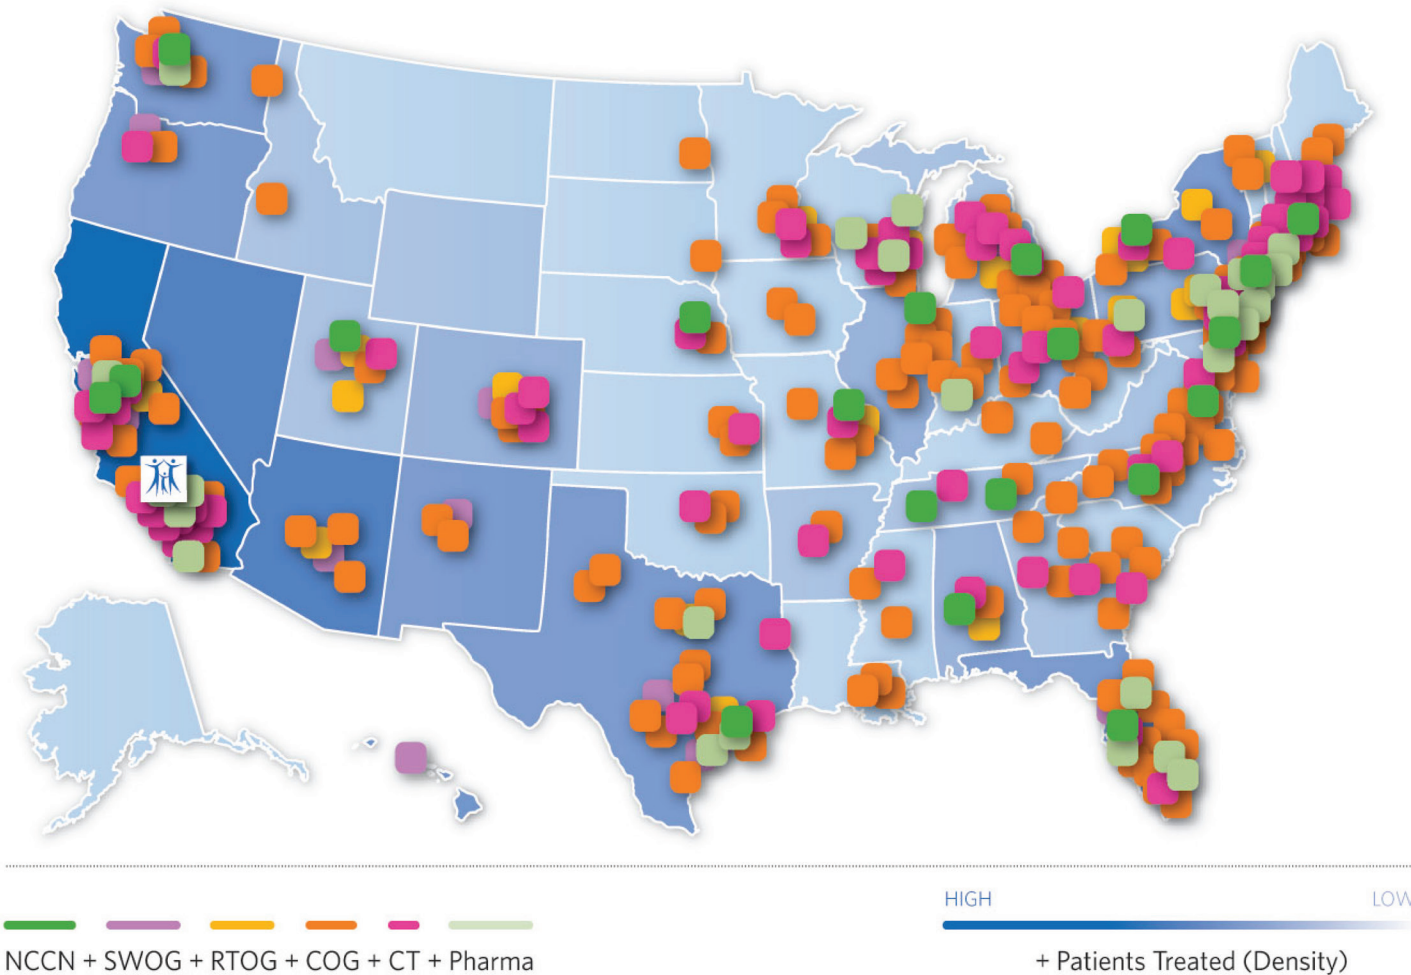 HIGH
LOW
NCCN + SWOG + RTOG + COG + CT + Pharma
+ Patients Treated (Density)